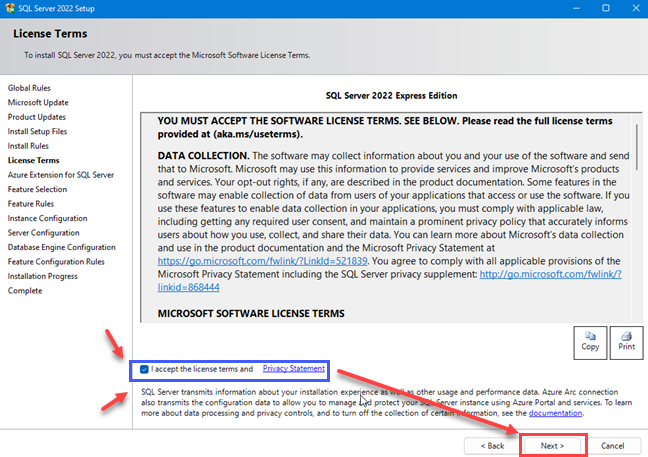 SQL Server 2022 Setup
License Terms
To install SQL Server 2022, you must accept the Microsoft Software License Terms.
Global Rules
Microsoft Update
Product Updates
Install Setup Files
Install Rules
License Terms
Azure Extension for SQL Server
Feature Selection
Feature Rules
Instance Configuration
Server Configuration
Database Engine Configuration
Feature Configuration Rules
Installation Progress
Complete
SQL Server 2022 Express Edition
YOU MUST ACCEPT THE SOFTWARE LICENSE TERMS. SEE BELOW. Please read the full license terms
provided at (aka.ms/useterms).
DATA COLLECTION. The software may collect information about you and your use of the software and send
that to Microsoft. Microsoft may use this information to provide services and improve Microsoft's products
and services. Your opt-out rights, if any, are described in the product documentation. Some features in the
software may enable collection of data from users of your applications that access or use the software. If you
use these features to enable data collection in your applications, you must comply with applicable law,
including getting any required user consent, and maintain a prominent privacy policy that accurately informs
users about how you use, collect, and share their data. You can learn more about Microsoft's data collection
and use in the product documentation and the Microsoft Privacy Statement at
https://go.microsoft.com/fwlink/?LinkId=521839. You agree to comply with all applicable provisions of the
Microsoft Privacy Statement including the SQL Server privacy supplement: http://go.microsoft.com/fwlink/?
linkid=868444
MICROSOFT SOFTWARE LICENSE TERMS
Copy
Print
I accept the license terms and Privacy Statement
SQL Server transmits information about your installation experience as well as other usage and performance data. Azure Arc connection
also transmits the configuration data to allow you to manage and protect your SQL Server instance using Azure Portal and services. To learn
more about data processing and privacy controls, and to turn off the collection of certain information, see the documentation.
< Back
Next >
Cancel